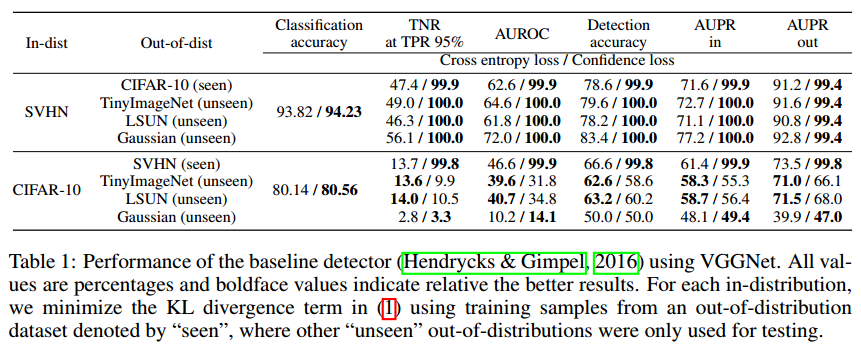 In-dist Out-of-dist Classification accuracy TNR at TPR 95% AUROC Detection accuracy AUPR in AUPR out
Cross entropy loss / Confidence loss
SVHN CIFAR-10 (seen) 93.82 / 94.23 47.4 / 99.9 62.6 / 99.9 78.6 / 99.9 71.6 / 99.9 91.2 / 99.4
TinyImageNet (unseen) 49.0 / 100.0 64.6 / 100.0 79.6 / 100.0 72.7 / 100.0 91.6 / 99.4
LSUN (unseen) 46.3 / 100.0 61.8 / 100.0 78.2 / 100.0 71.1 / 100.0 90.8 / 99.4
Gaussian (unseen) 56.1 / 100.0 72.0 / 100.0 83.4 / 100.0 77.2 / 100.0 92.8 / 99.4
CIFAR-10 SVHN (seen) 80.14 / 80.56 13.7 / 99.8 46.6 / 99.9 66.6 / 99.8 61.4 / 99.9 73.5 / 99.8
TinyImageNet (unseen) 13.6 / 9.9 39.6 / 31.8 62.6 / 58.6 58.3 / 55.3 71.0 / 66.1
LSUN (unseen) 14.0 / 10.5 40.7 / 34.8 63.2 / 60.2 58.7 / 56.4 71.5 / 68.0
Gaussian (unseen) 2.8 / 3.3 10.2 / 14.1 50.0 / 50.0 48.1 / 49.4 39.9 / 47.0
Table 1: Performance of the baseline detector (Hendrycks & Gimpel, 2016) using VGGNet. All val-
ues are percentages and boldface values indicate relative the better results. For each in-distribution,
we minimize the KL divergence term in (1) using training samples from an out-of-distribution
dataset denoted by “seen”, where other “unseen” out-of-distributions were only used for testing.